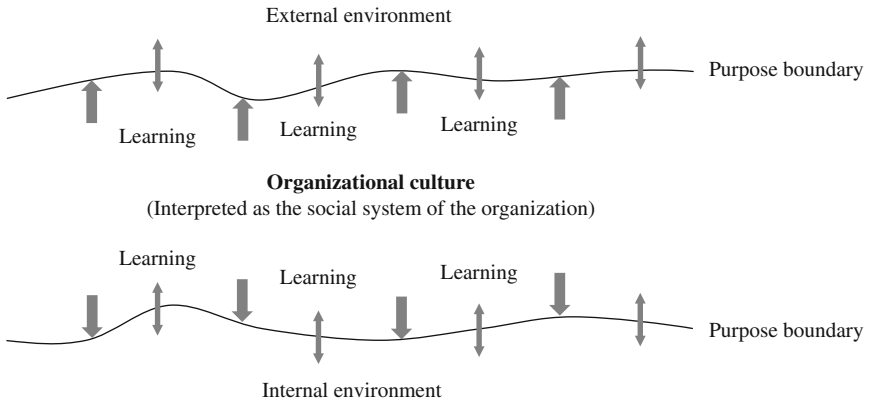 External environment
Purpose boundary
Learning
Learning
Learning
Organizational culture
(Interpreted as the social system of the organization)
Learning
Learning
Learning
Purpose boundary
Internal environment